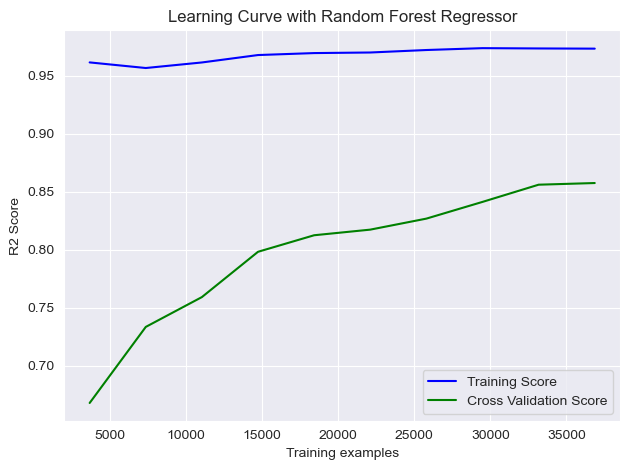 Learning Curve with Random Forest Regressor
R2 Score
0.95
0.90
0.85
0.80
0.75
0.70
Training Score
Cross Validation Score
5000 10000 15000 20000 25000 30000 35000
Training examples